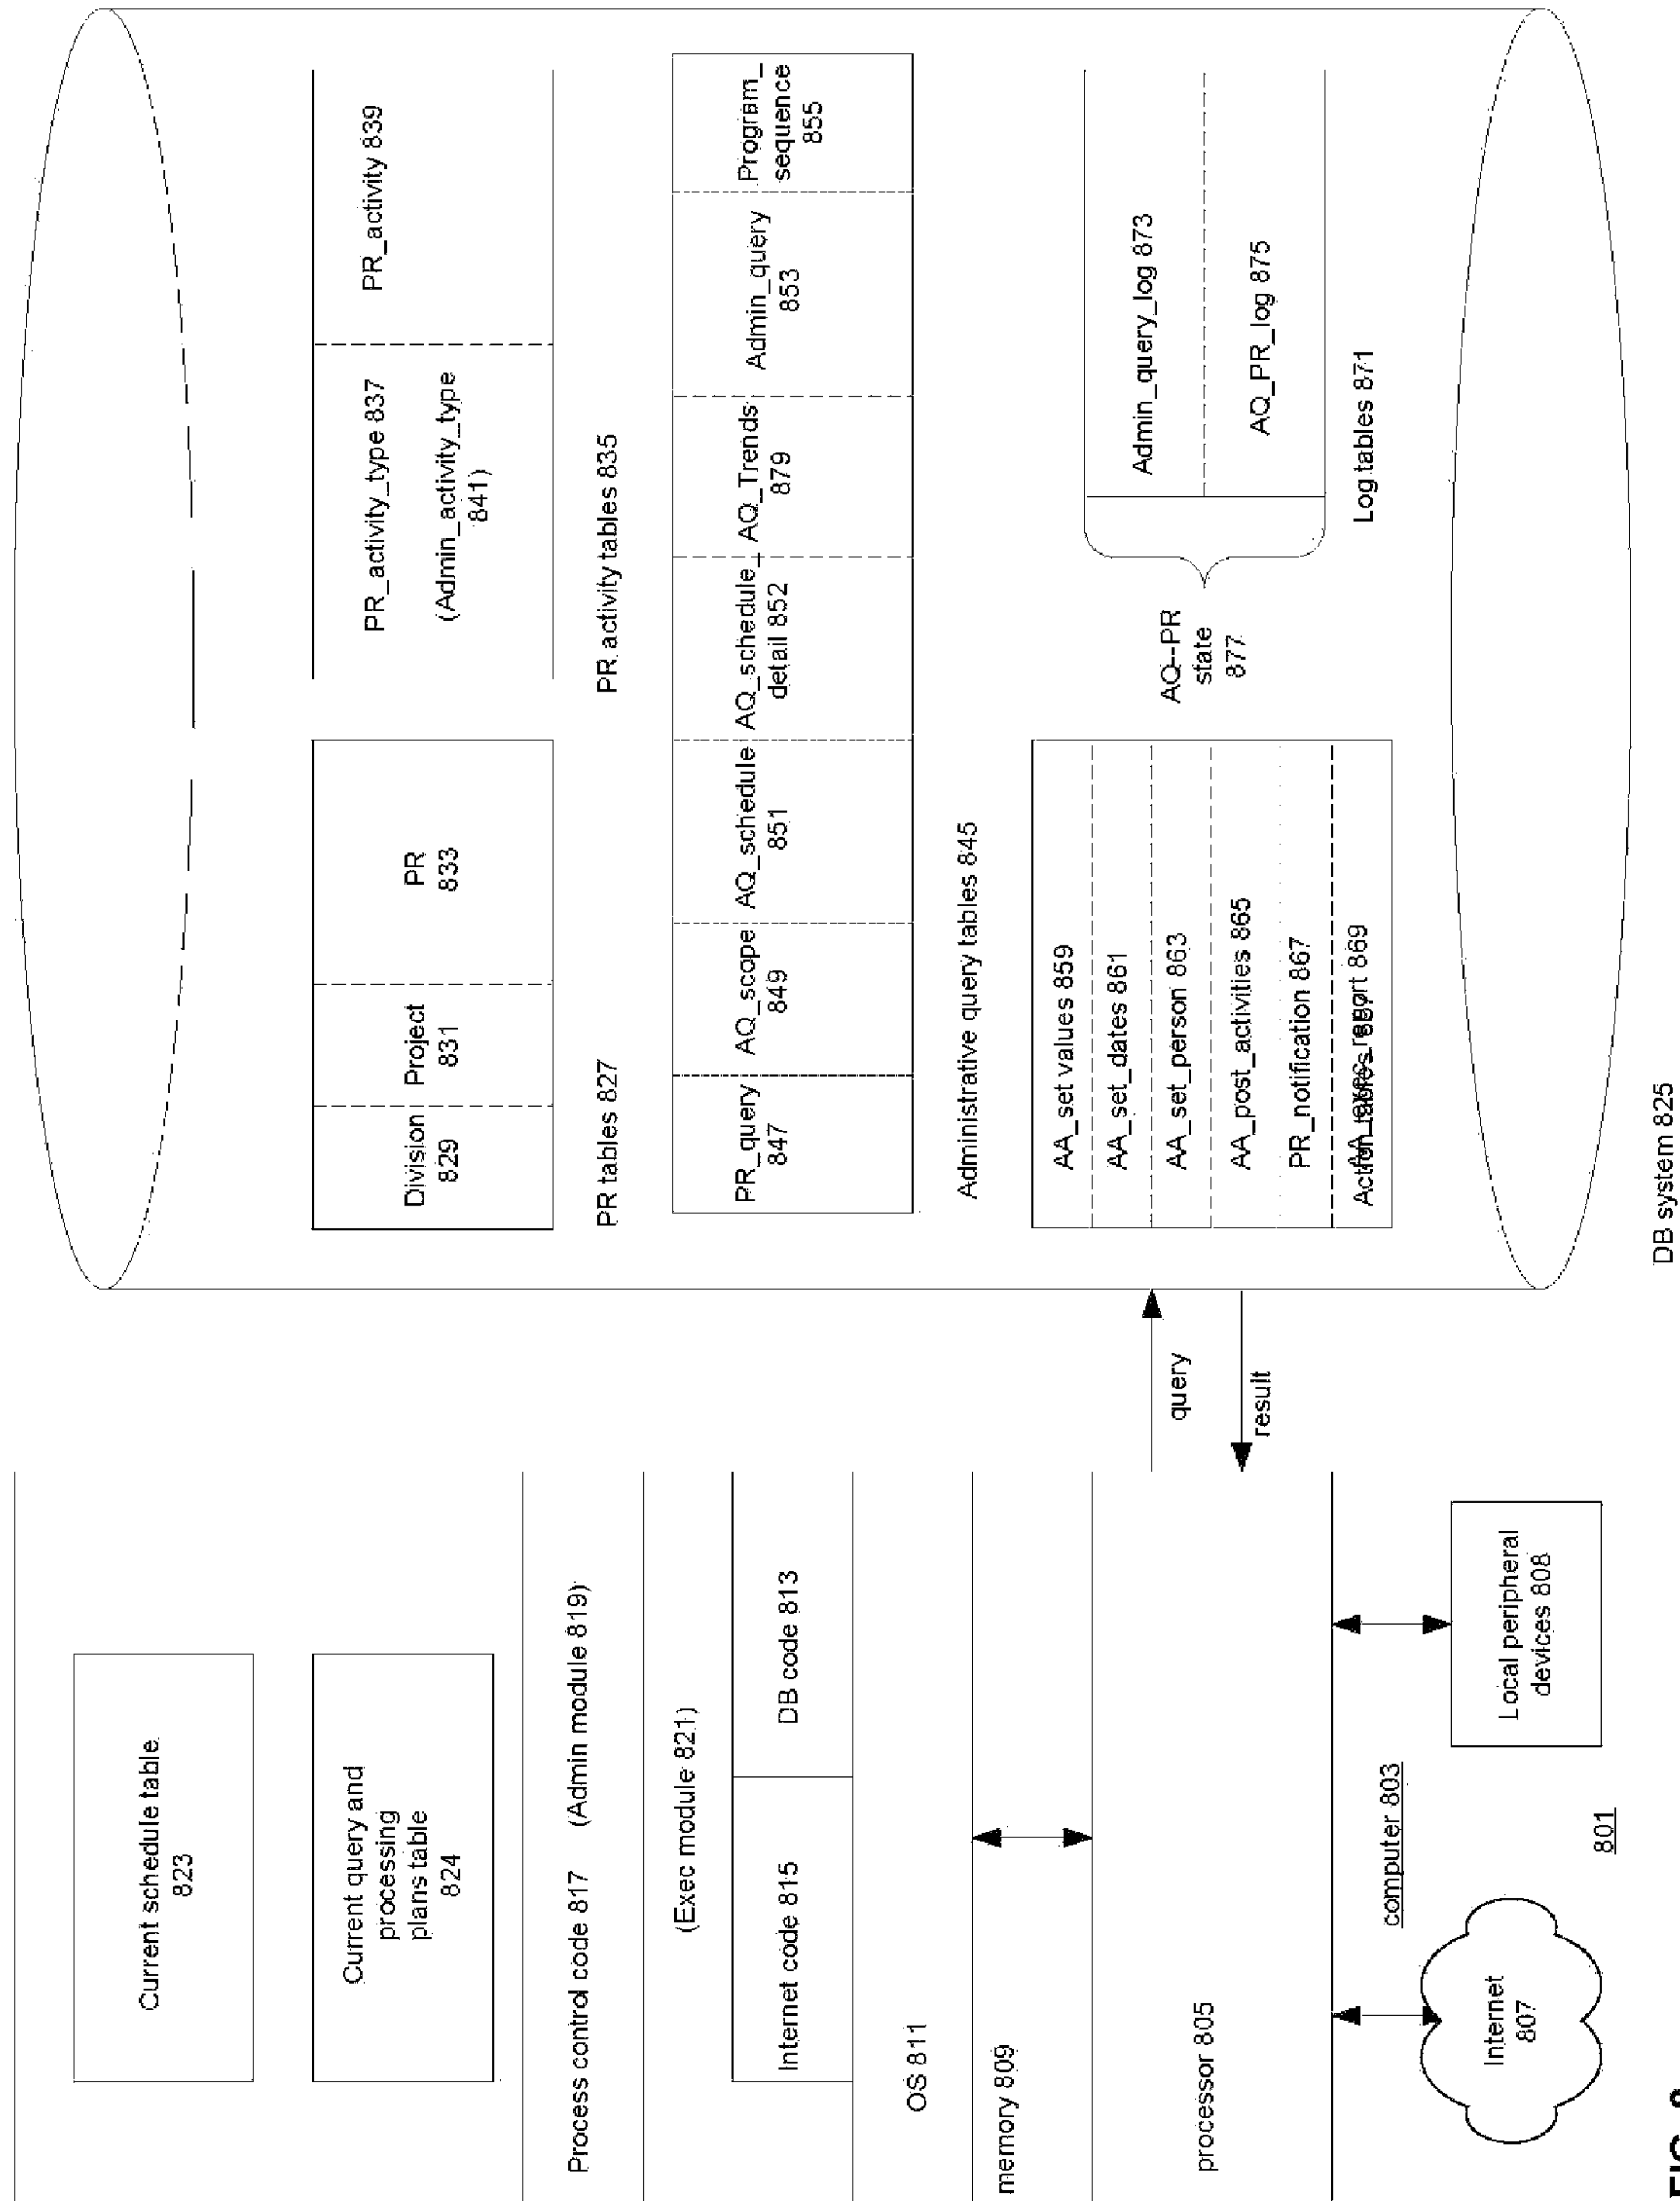 Current schedule table
823
Current query and
processing
plans table
824
Process control code 817 (Admin module 819)
(Exec module 821)
Internet code 815
DB code 813
OS 811
memory 809
processor 805
computer 803
Internet
807
Local peripheral
devices 808
801
query
result
Division
829
Project
831
PR
833
PR tables 827
PR_activity_type 837
(Admin_activity_type
841)
PR_activity 839
PR activity tables 835
PR_query
847
AQ_scope
849
AQ_schedule
851
AQ_schedule_
detail 852
AQ_Trends
879
Admin_query
853
Program_
sequence
855
Administrative query tables 845
AA_set values 859
AA_set_dates 861
AA_set_person 863
AA_post_activities 865
PR_notification 867
AA_exec_report 869
Action tables 857
AQ--PR
state
877
Admin_query_log 873
AQ_PR_log 875
Log tables 871
DB system 825